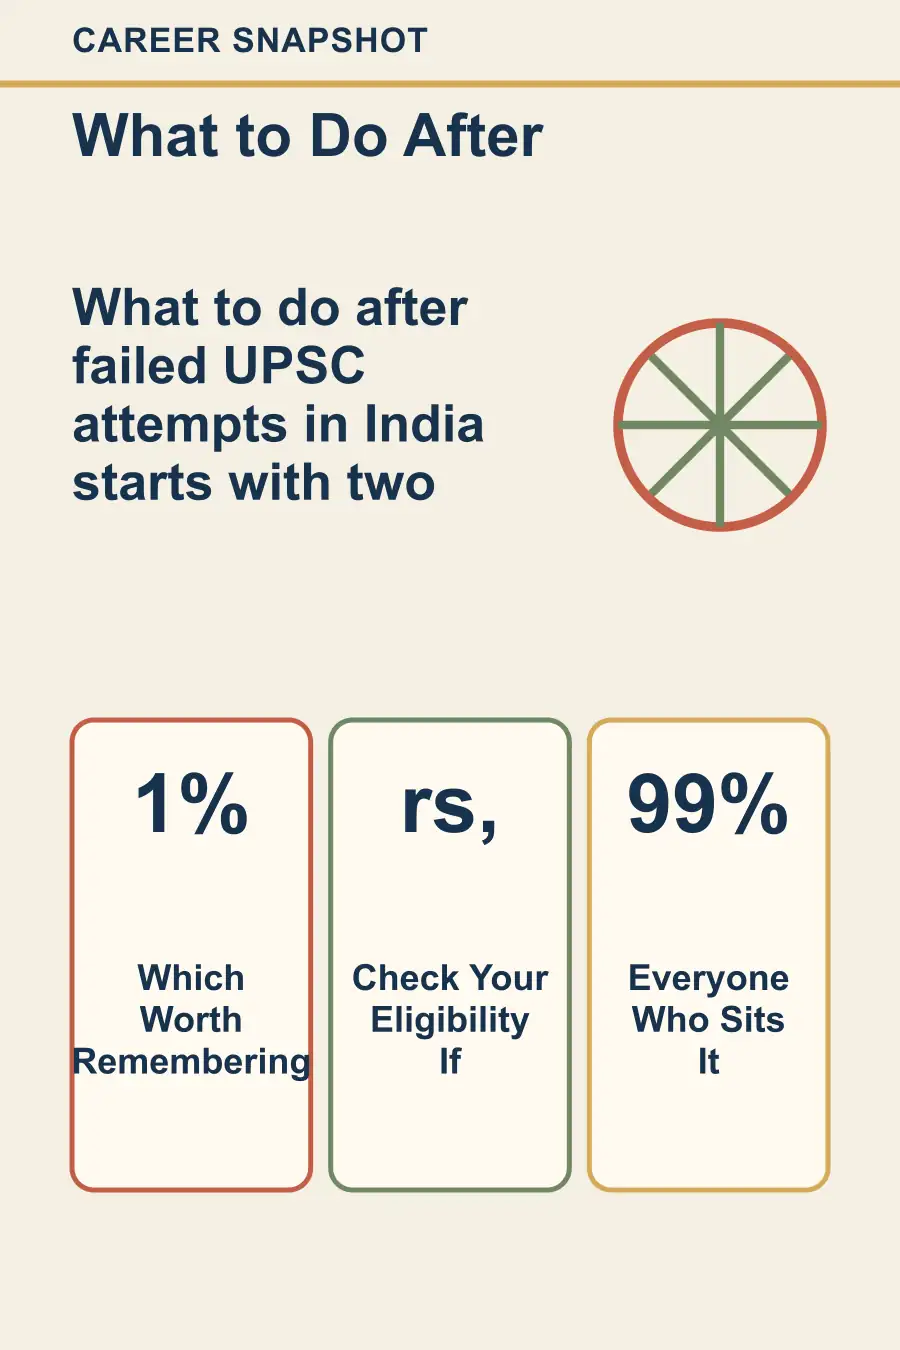 CAREER SNAPSHOT
What to Do After
What to do after
failed UPSC
attempts in India
starts with two
1%
Which
Worth
Remembering
rs,
Check Your
Eligibility
If
99%
Everyone
Who Sits
It